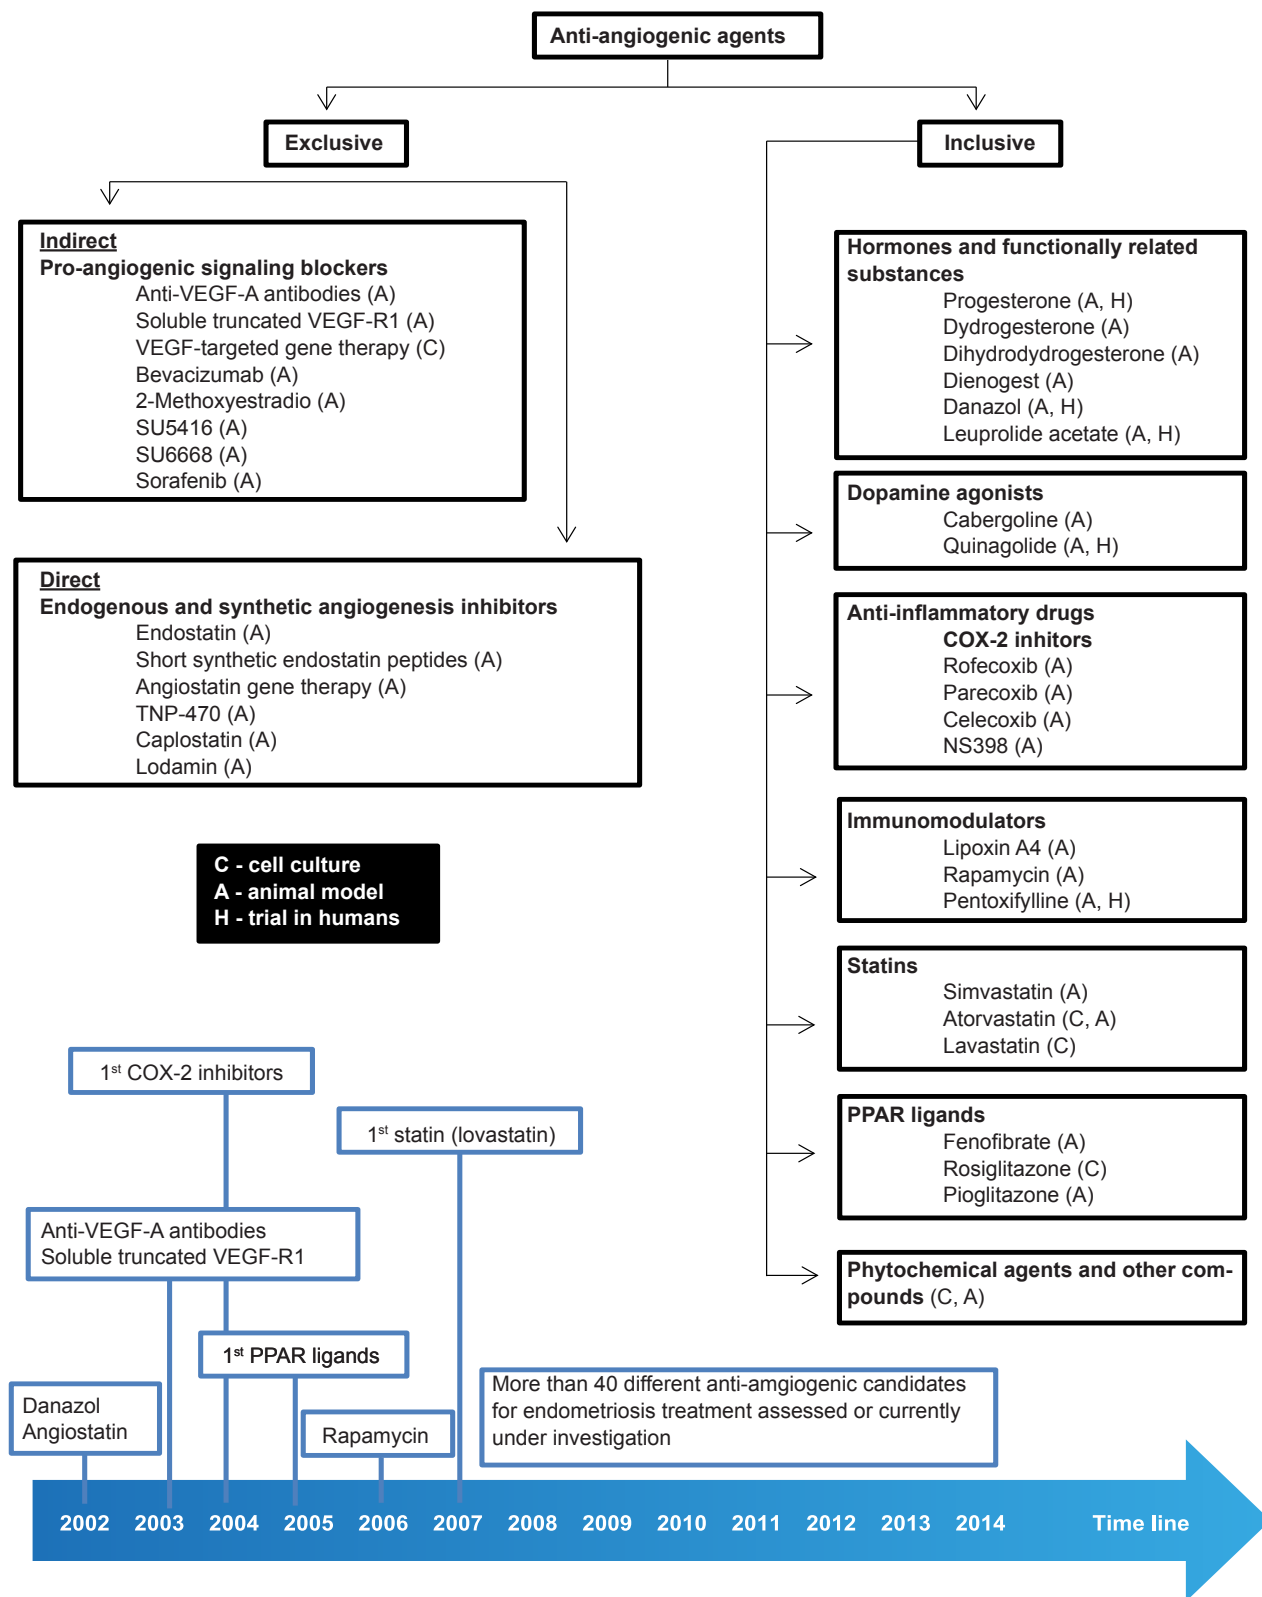 Anti-angiogenic agents
Exclusive
Inclusive
Indirect
Pro-angiogenic signaling blockers
Anti-VEGF-A antibodies (A)
Soluble truncated VEGF-R1 (A)
VEGF-targeted gene therapy (C)
Bevacizumab (A)
2-Methoxyestradio (A)
SU5416 (A)
SU6668 (A)
Sorafenib (A)
Direct
Endogenous and synthetic angiogenesis inhibitors
Endostatin (A)
Short synthetic endostatin peptides (A)
Angiostatin gene therapy (A)
TNP-470 (A)
Caplostatin (A)
Lodamin (A)
C - cell culture
A - animal model
H - trial in humans
Hormones and functionally related
substances
Progesterone (A, H)
Dydrogesterone (A)
Dihydrodydrogesterone (A)
Dienogest (A)
Danazol (A, H)
Leuprolide acetate (A, H)
Dopamine agonists
Cabergoline (A)
Quinagolide (A, H)
Anti-inflammatory drugs
COX-2 inhitors
Rofecoxib (A)
Parecoxib (A)
Celecoxib (A)
NS398 (A)
Immunomodulators
Lipoxin A4 (A)
Rapamycin (A)
Pentoxifylline (A, H)
Statins
Simvastatin (A)
Atorvastatin (C, A)
Lavastatin (C)
PPAR ligands
Fenofibrate (A)
Rosiglitazone (C)
Pioglitazone (A)
Phytochemical agents and other com-
pounds (C, A)
1st COX-2 inhibitors
1st statin (lovastatin)
Anti-VEGF-A antibodies
Soluble truncated VEGF-R1
1st PPAR ligands
Danazol
Angiostatin
Rapamycin
More than 40 different anti-amgiogenic candidates
for endometriosis treatment assessed or currently
under investigation
2002 2003 2004 2005 2006 2007 2008 2009 2010 2011 2012 2013 2014 Time line